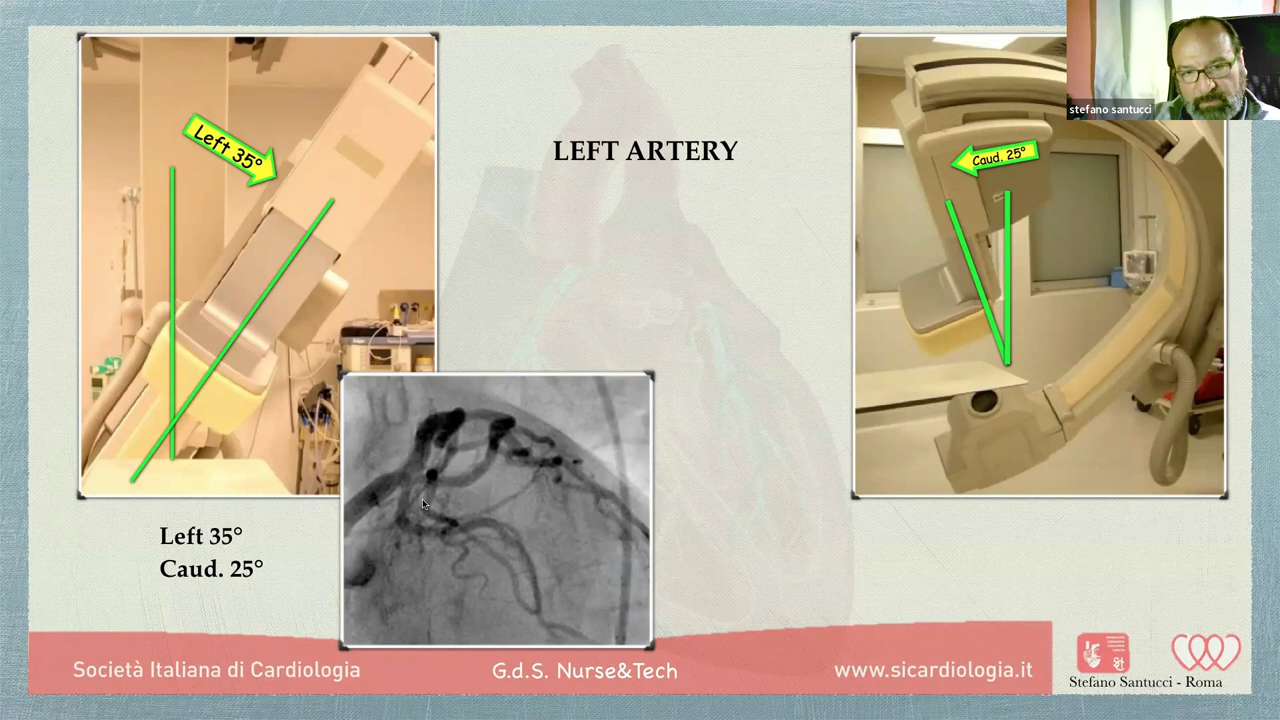 stefano santucci
Left 35°
LEFT ARTERY
Caud. 25°
Left 35°
Caud. 25°
Società Italiana di Cardiologia
G.d.S. Nurse&Tech
www.sicardiologia.it
Stefano Santucci - Roma